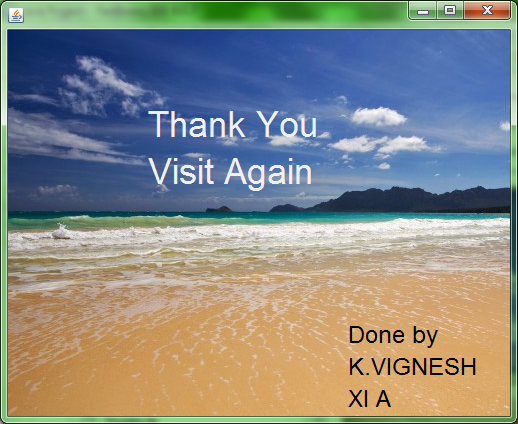 Thank You
Visit Again
Done by
K.VIGNESH
XI A